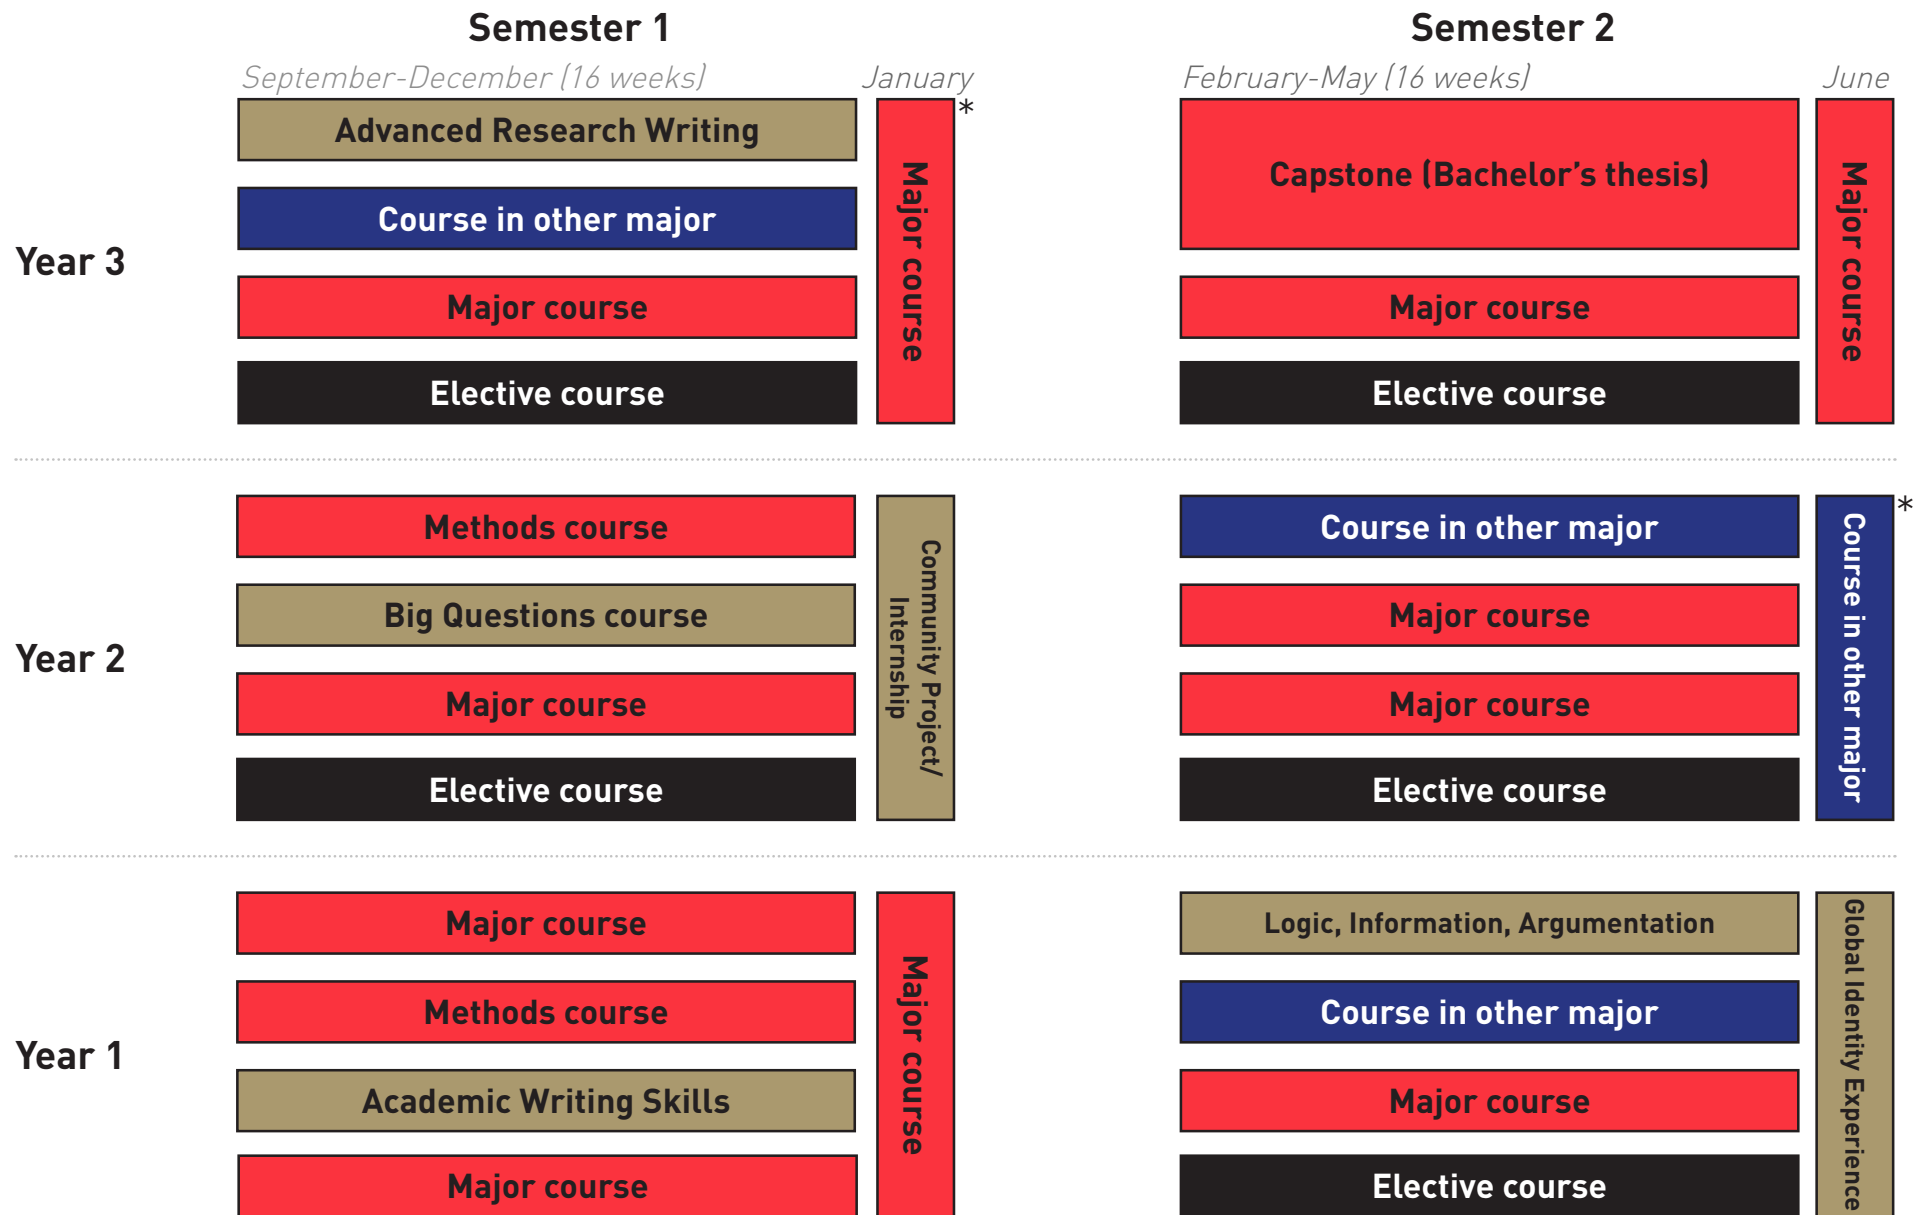 Semester 1
Semester 2
September-December (16 weeks)
January
February-May (16 weeks)
June
Year 3
Advanced Research Writing
Course in other major
Major course
Elective course
Major course
*
Capstone (Bachelor's thesis)
Major course
Elective course
Major course
Year 2
Methods course
Big Questions course
Major course
Elective course
Community Project/
Internship
Course in other major
Major course
Major course
Elective course
Course in other major
*
Year 1
Major course
Methods course
Academic Writing Skills
Major course
Major course
Logic, Information, Argumentation
Course in other major
Major course
Elective course
Global Identity Experience